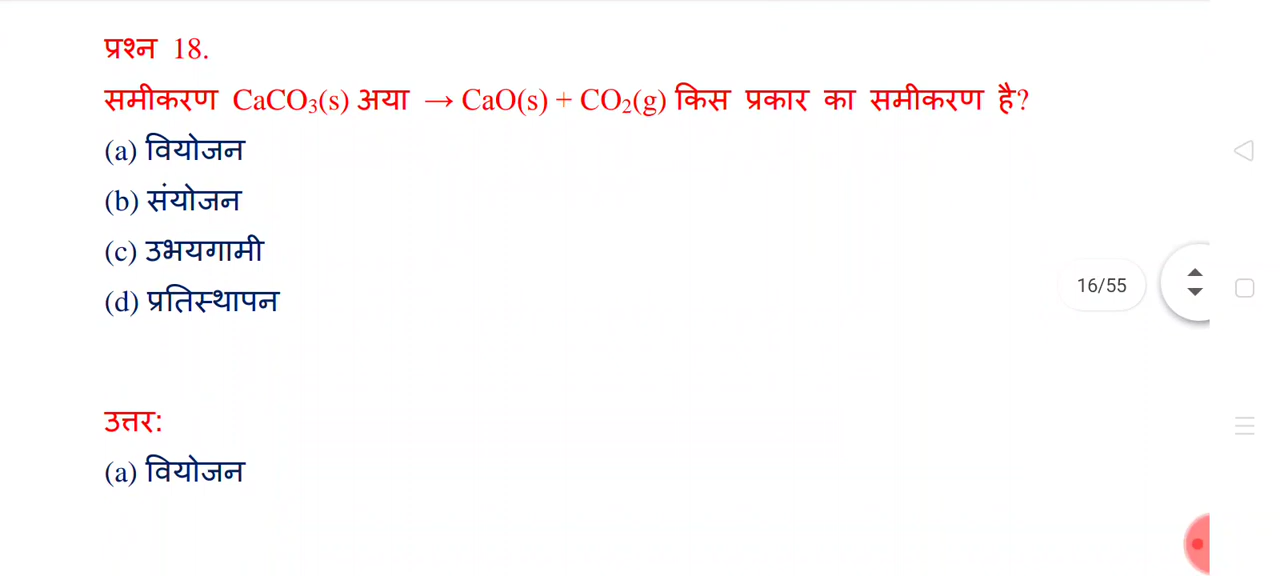 प्रश्न 18.
समीकरण CaCO₃(s) अया → CaO(s) + CO₂(g) किस प्रकार का समीकरण है?
(a) वियोजन
(b) संयोजन
(c) उभयगामी
(d) प्रतिस्थापन
16/55
उत्तर:
(a) वियोजन